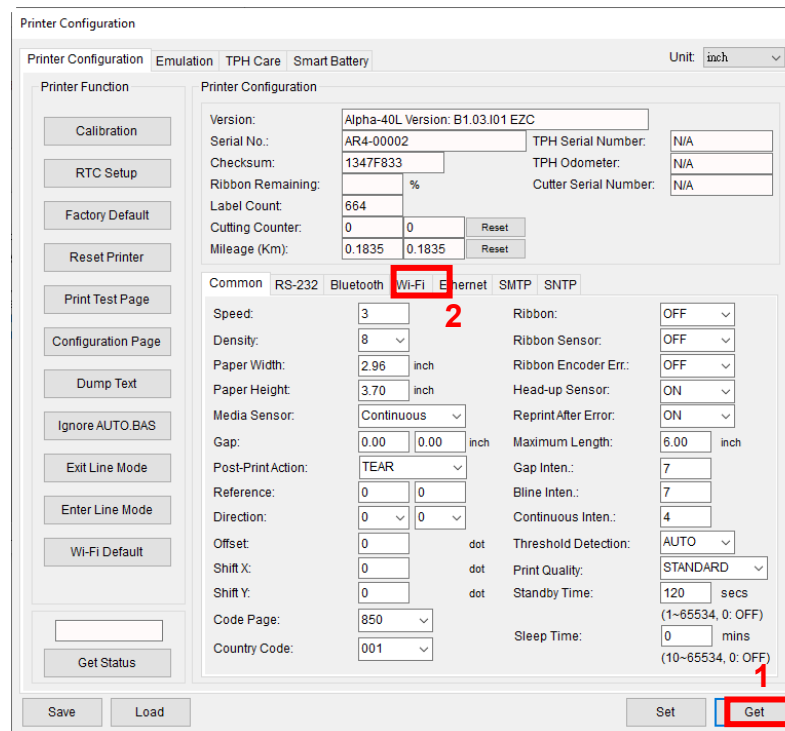 Printer Configuration
Printer Configuration Emulation TPH Care Smart Battery Unit: inch
Printer Function Printer Configuration
Calibration
RTC Setup
Factory Default
Reset Printer
Print Test Page
Configuration Page
Dump Text
Ignore AUTO.BAS
Exit Line Mode
Enter Line Mode
Wi-Fi Default
Get Status
Version: Alpha-40L Version: B1.03.I01 EZC
Serial No.: AR4-00002 TPH Serial Number: N/A
Checksum: 1347F833 TPH Odometer: N/A
Ribbon Remaining: % Cutter Serial Number: N/A
Label Count: 664
Cutting Counter: 0 0 Reset
Mileage (Km): 0.1835 0.1835 Reset
Common RS-232 Bluetooth Wi-Fi Ethernet SMTP SNTP
2
Speed: 3 Ribbon: OFF
Density: 8 Ribbon Sensor: OFF
Paper Width: 2.96 inch Ribbon Encoder Err.: OFF
Paper Height: 3.70 inch Head-up Sensor: ON
Media Sensor: Continuous Reprint After Error: ON
Gap: 0.00 0.00 inch Maximum Length: 6.00 inch
Post-Print Action: TEAR Gap Inten.: 7
Reference: 0 0 Bline Inten.: 7
Direction: 0 0 Continuous Inten.: 4
Offset: 0 dot Threshold Detection: AUTO
Shift X: 0 dot Print Quality: STANDARD
Shift Y: 0 dot Standby Time: 120 secs
(1~65534, 0: OFF)
Code Page: 850
Sleep Time: 0 mins
Country Code: 001
(10~65534, 0: OFF)
1
Save Load Set Get